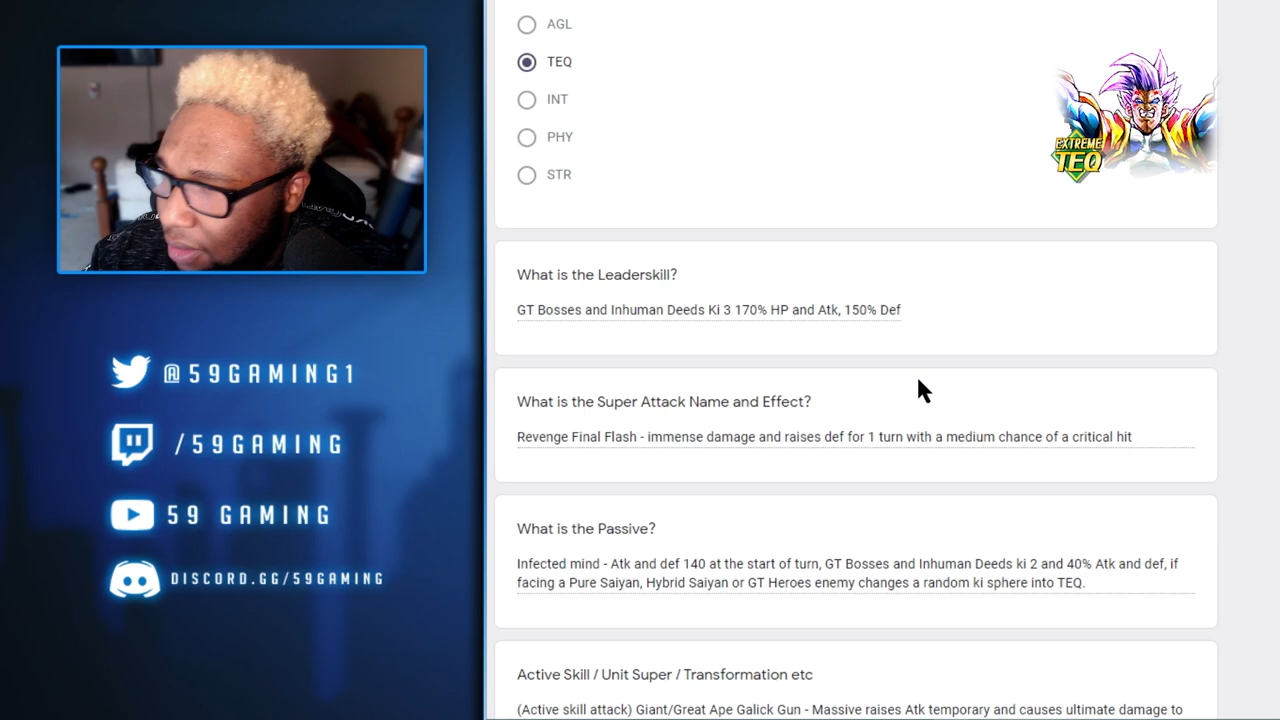 AGL
TEQ
INT
PHY
STR
EXTREME
TEQ
What is the Leaderskill?
GT Bosses and Inhuman Deeds Ki 3 170% HP and Atk, 150% Def
What is the Super Attack Name and Effect?
Revenge Final Flash - immense damage and raises def for 1 turn with a medium chance of a critical hit
What is the Passive?
Infected mind - Atk and def 140 at the start of turn, GT Bosses and Inhuman Deeds ki 2 and 40% Atk and def, if
facing a Pure Saiyan, Hybrid Saiyan or GT Heroes enemy changes a random ki sphere into TEQ.
Active Skill / Unit Super / Transformation etc
(Active skill attack) Giant/Great Ape Galick Gun - Massive raises Atk temporary and causes ultimate damage to
@59GAMING1
/59GAMING
59 GAMING
DISCORD.GG/59GAMING